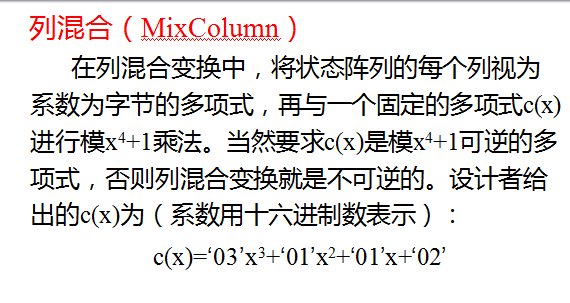 列混合（MixColumn）
在列混合变换中，将状态阵列的每个列视为
系数为字节的多项式，再与一个固定的多项式c(x)
进行模x⁴+1乘法。当然要求c(x)是模x⁴+1可逆的多
项式，否则列混合变换就是不可逆的。设计者给
出的c(x)为（系数用十六进制数表示）：
c(x)=‘03’x³+‘01’x²+‘01’x+‘02’